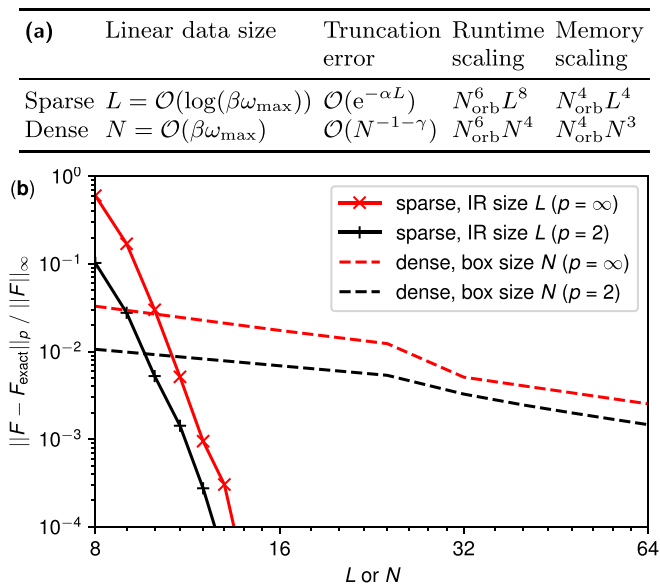 (a) Linear data size Truncation error Runtime scaling Memory scaling
Sparse L = O(log(βω_max)) O(e^{−αL}) N_orb^6 L^8 N_orb^4 L^4
Dense N = O(βω_max) O(N^{−1−γ}) N_orb^6 N^4 N_orb^4 N^3
(b)
10^0
10^{−1}
10^{−2}
10^{−3}
10^{−4}
||F − F_exact||_p / ||F||_∞
sparse, IR size L (p = ∞)
sparse, IR size L (p = 2)
dense, box size N (p = ∞)
dense, box size N (p = 2)
8 16 32 64
L or N